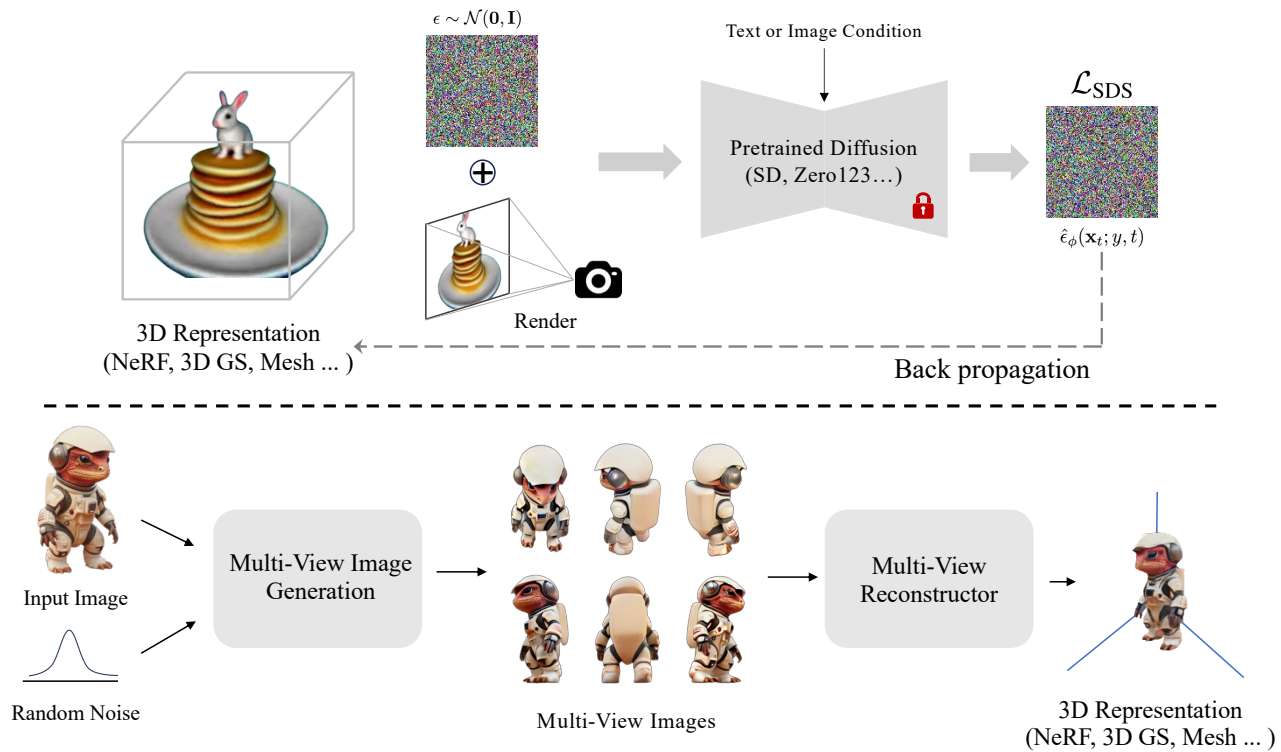 ϵ ∼ 𝒩(0, I)
Text or Image Condition
ℒSDS
Pretrained Diffusion
(SD, Zero123…)
ϵ̂ϕ(xt; y, t)
Render
3D Representation
(NeRF, 3D GS, Mesh ... )
Back propagation
Input Image
Random Noise
Multi-View Image
Generation
Multi-View Images
Multi-View
Reconstructor
3D Representation
(NeRF, 3D GS, Mesh ... )